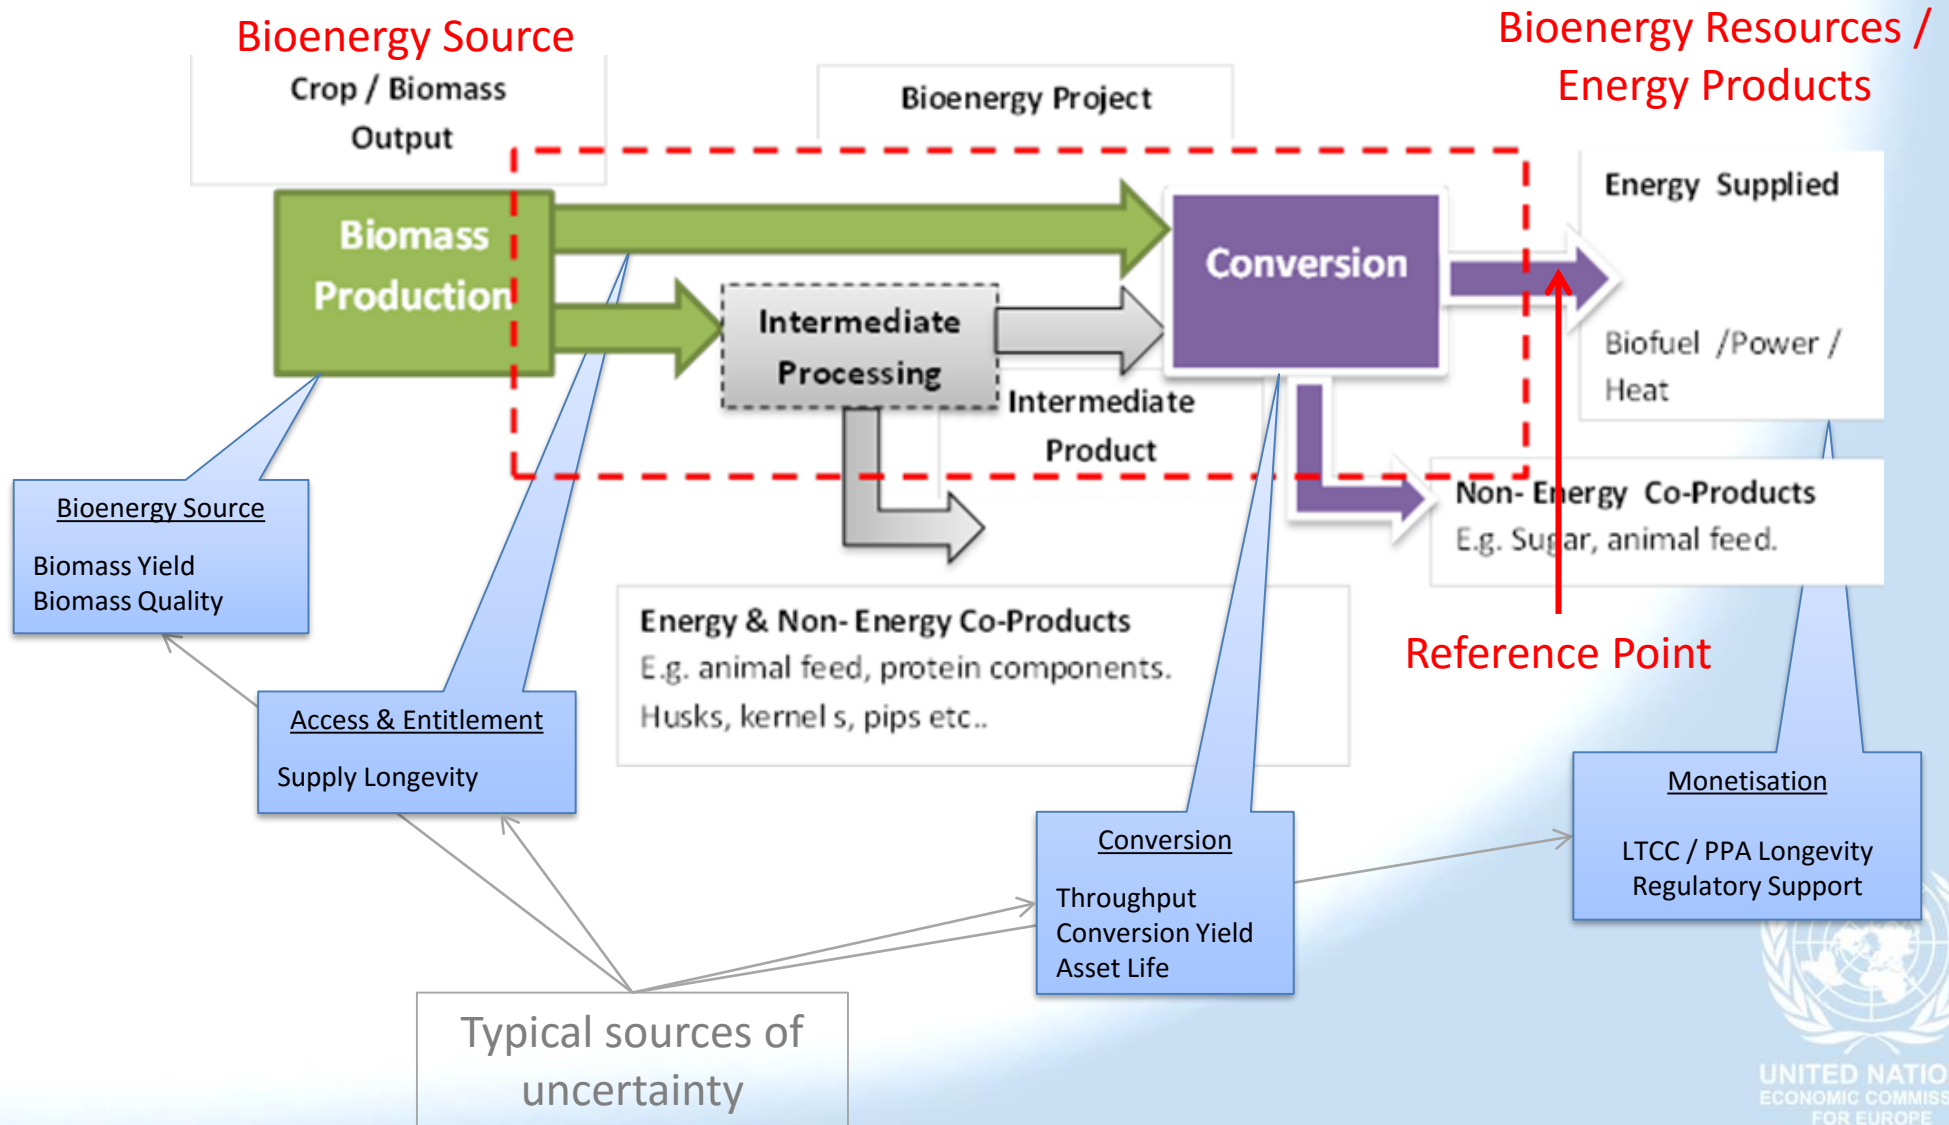 Bioenergy Source
Bioenergy Resources /
Energy Products
Crop / Biomass
Output
Bioenergy Project
Biomass
Production
Conversion
Energy Supplied
Biofuel /Power /
Heat
Intermediate
Processing
Intermediate
Product
Non- Energy Co-Products
E.g. Sugar, animal feed.
Bioenergy Source
Biomass Yield
Biomass Quality
Energy & Non- Energy Co-Products
E.g. animal feed, protein components.
Husks, kernel s, pips etc..
Reference Point
Access & Entitlement
Supply Longevity
Conversion
Throughput
Conversion Yield
Asset Life
Monetisation
LTCC / PPA Longevity
Regulatory Support
Typical sources of
uncertainty
UNITED NATIO
ECONOMIC COMMISS
FOR EUROPE